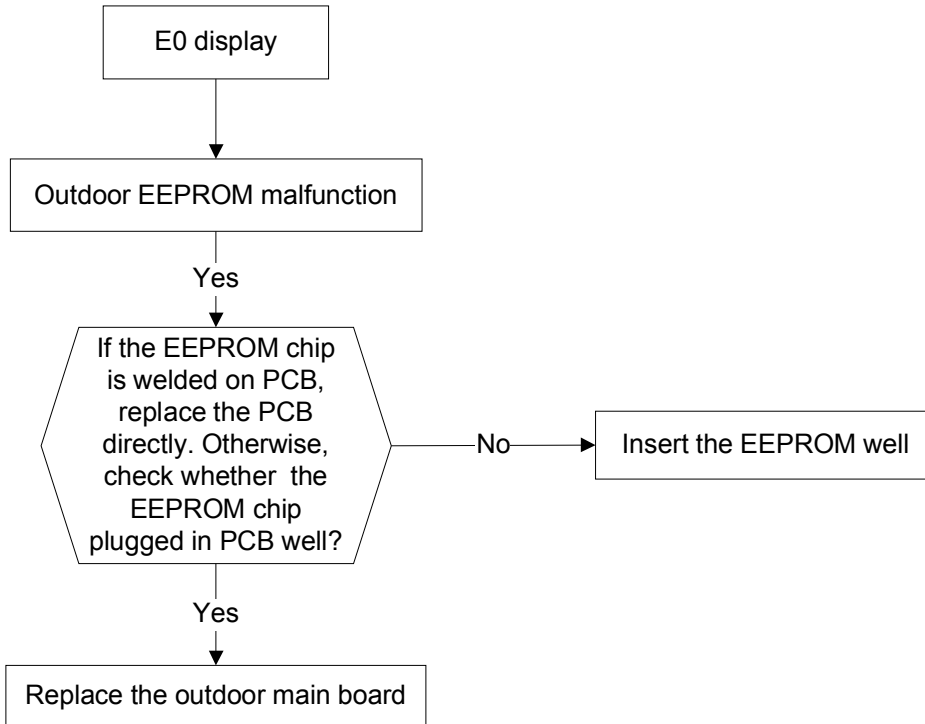 E0 display
Outdoor EEPROM malfunction
Yes
If the EEPROM chip
is welded on PCB,
replace the PCB
directly. Otherwise,
check whether the
EEPROM chip
plugged in PCB well?
No
Insert the EEPROM well
Yes
Replace the outdoor main board